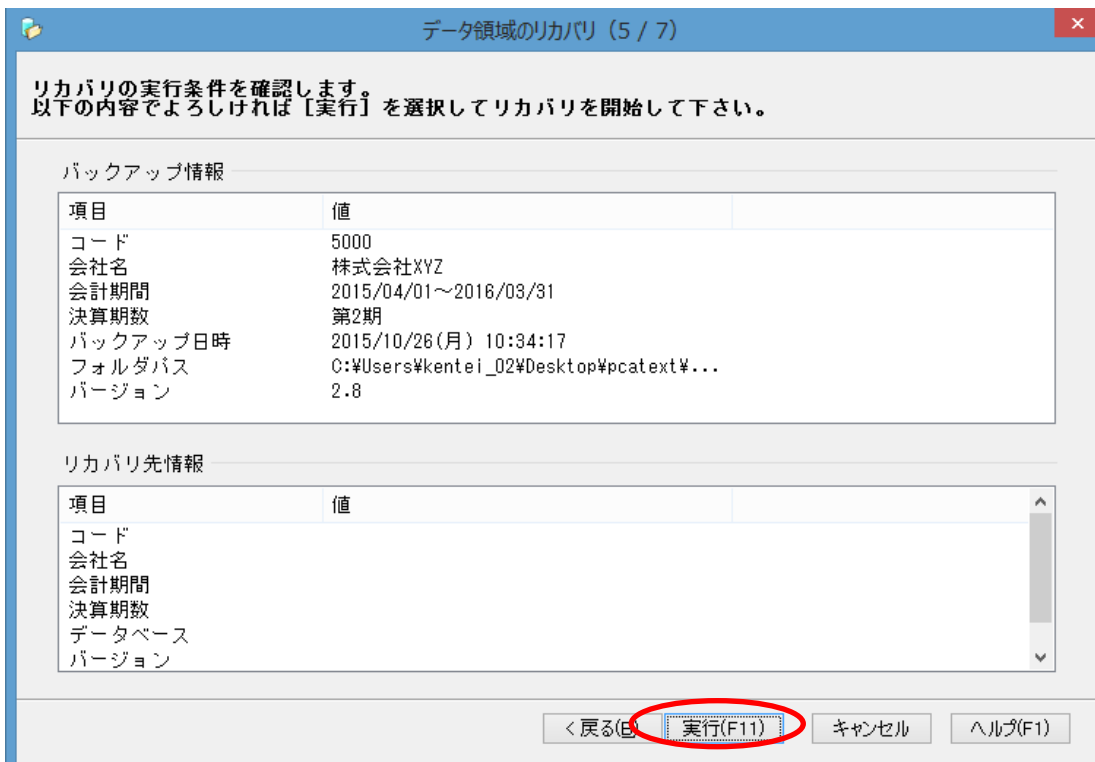 データ領域のリカバリ（5 / 7）
リカバリの実行条件を確認します。
以下の内容でよろしければ［実行］を選択してリカバリを開始して下さい。
バックアップ情報
項目 値
コード 5000
会社名 株式会社XYZ
会計期間 2015/04/01～2016/03/31
決算期数 第2期
バックアップ日時 2015/10/26(月) 10:34:17
フォルダパス C:¥Users¥kentei_02¥Desktop¥pcatext¥...
バージョン 2.8
リカバリ先情報
項目 値
コード
会社名
会計期間
決算期数
データベース
バージョン
< 戻る(B) 実行(F11) キャンセル ヘルプ(F1)